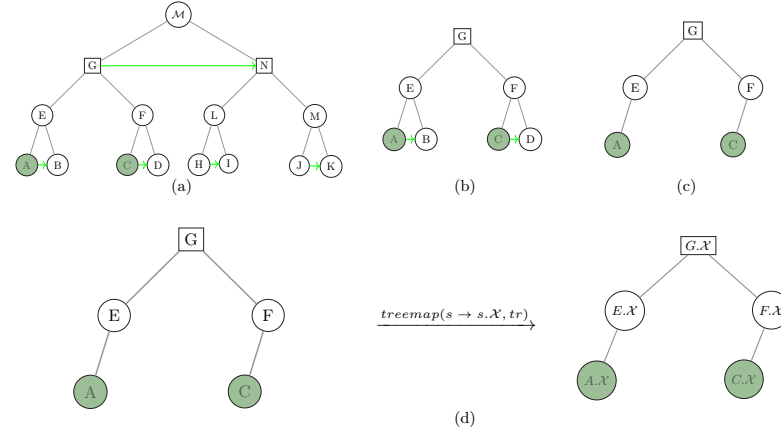 ℳ
G N
E F L M
A B C D H I J K
(a)
G
E F
A B C D
(b)
G
E F
A C
(c)
G
E F
A C
treemap(s → s.𝒳, tr)
G.𝒳
E.𝒳 F.𝒳
A.𝒳 C.𝒳
(d)